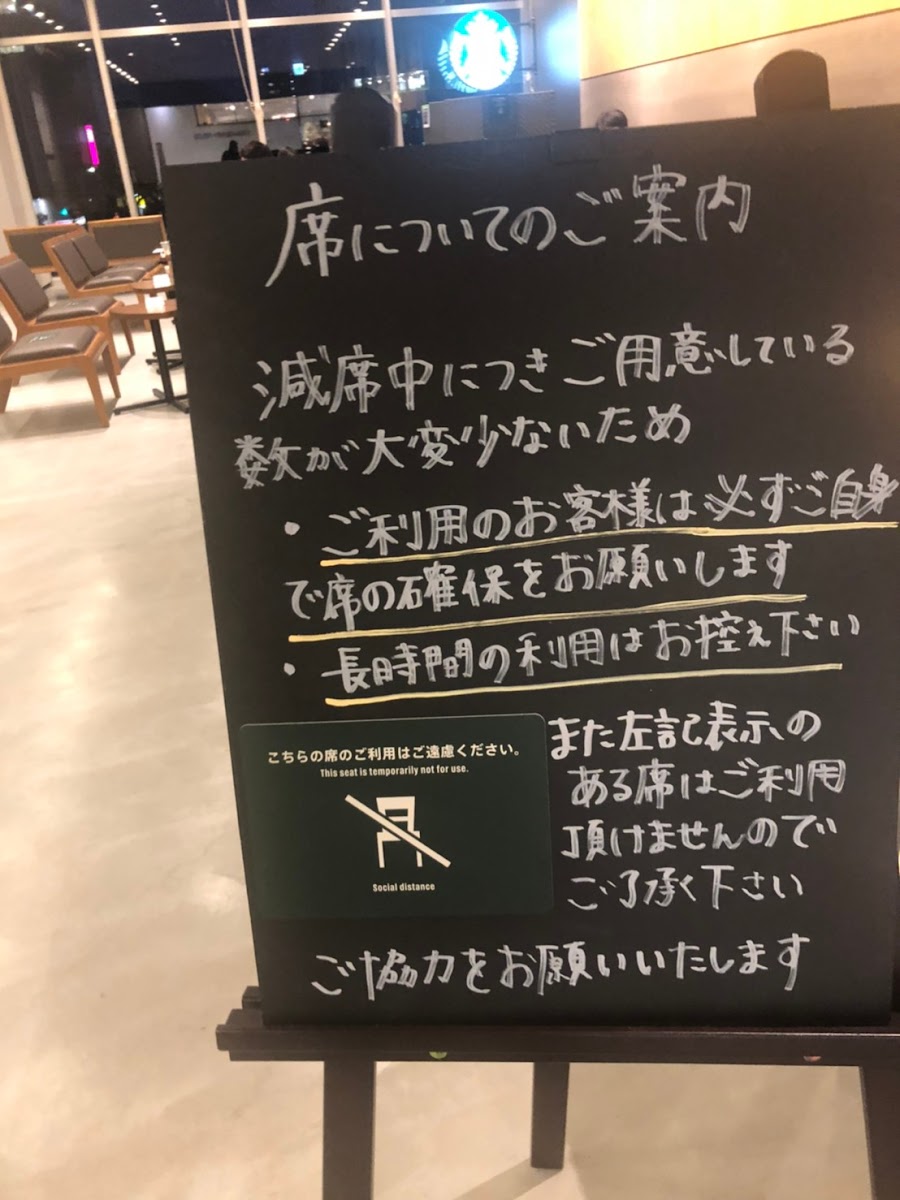 席についてのご案内
減席中につきご用意している
数が大変少ないため
・ご利用のお客様は必ずご自身
で席の確保をお願いします
・長時間の利用はお控え下さい
こちらの席のご利用はご遠慮ください。
This seat is temporarily not for use.
Social distance
また左記表示の
ある席はご利用
頂けませんので
ご了承く下さい
ご協力をお願いいたします